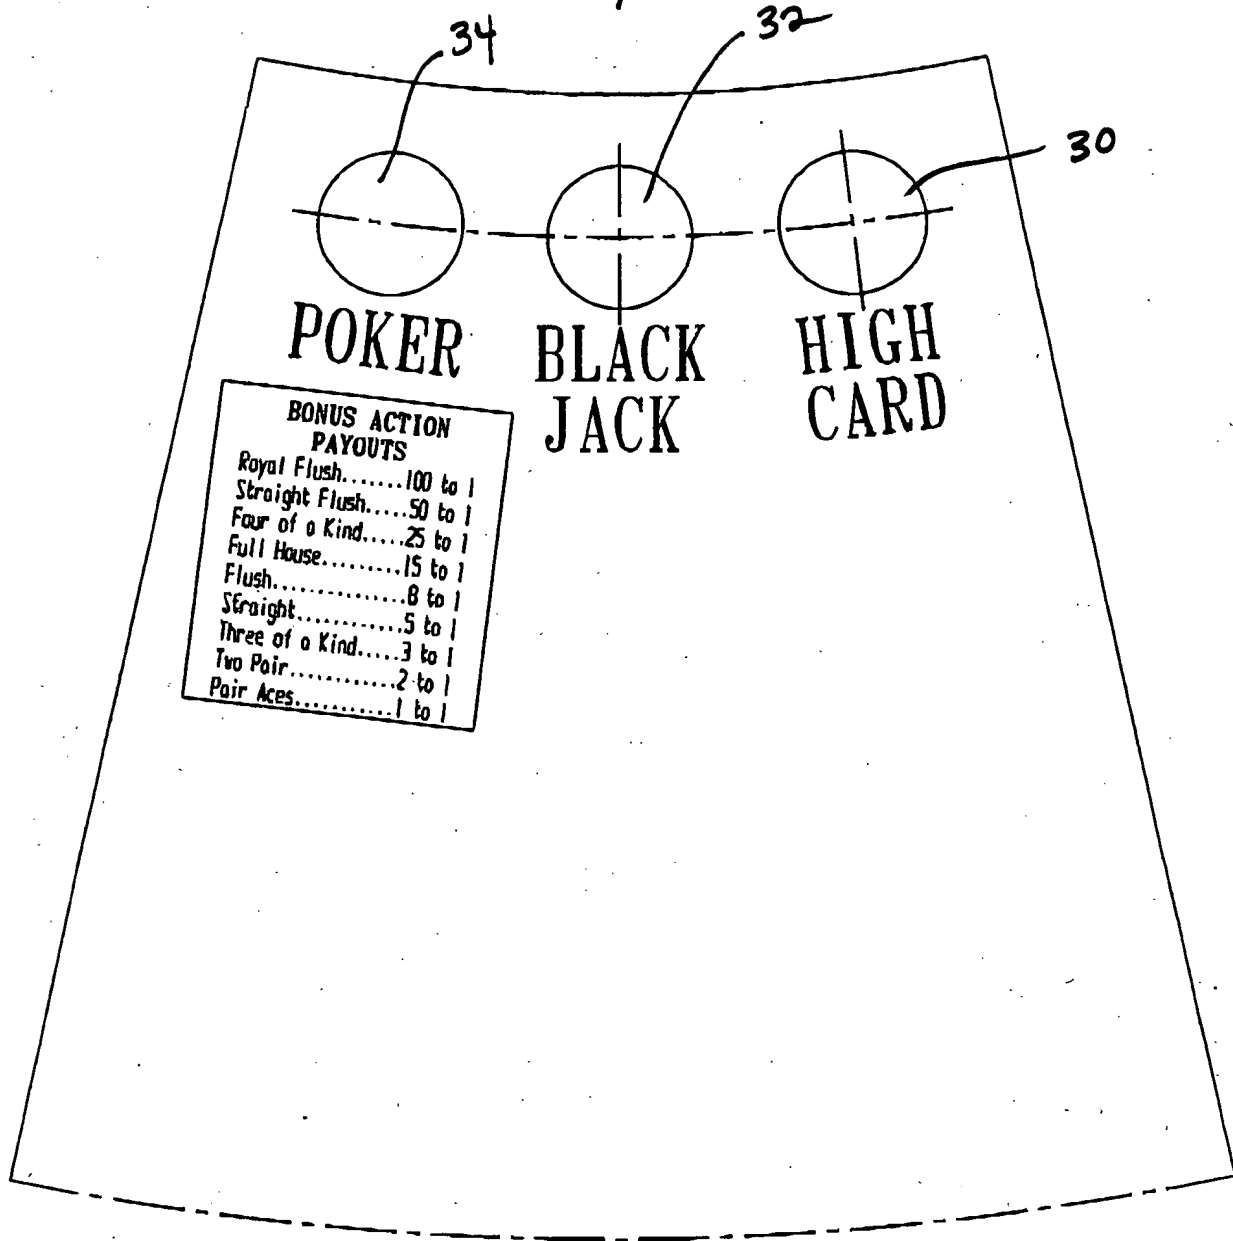 34
32
30
POKER
BLACK
JACK
HIGH
CARD
BONUS ACTION
PAYOUTS
Royal Flush.......100 to 1
Straight Flush.....50 to 1
Four of a Kind.....25 to 1
Full House.........15 to 1
Flush..............8 to 1
Straight............5 to 1
Three of a Kind.....3 to 1
Two Pair............2 to 1
Pair Aces...........1 to 1